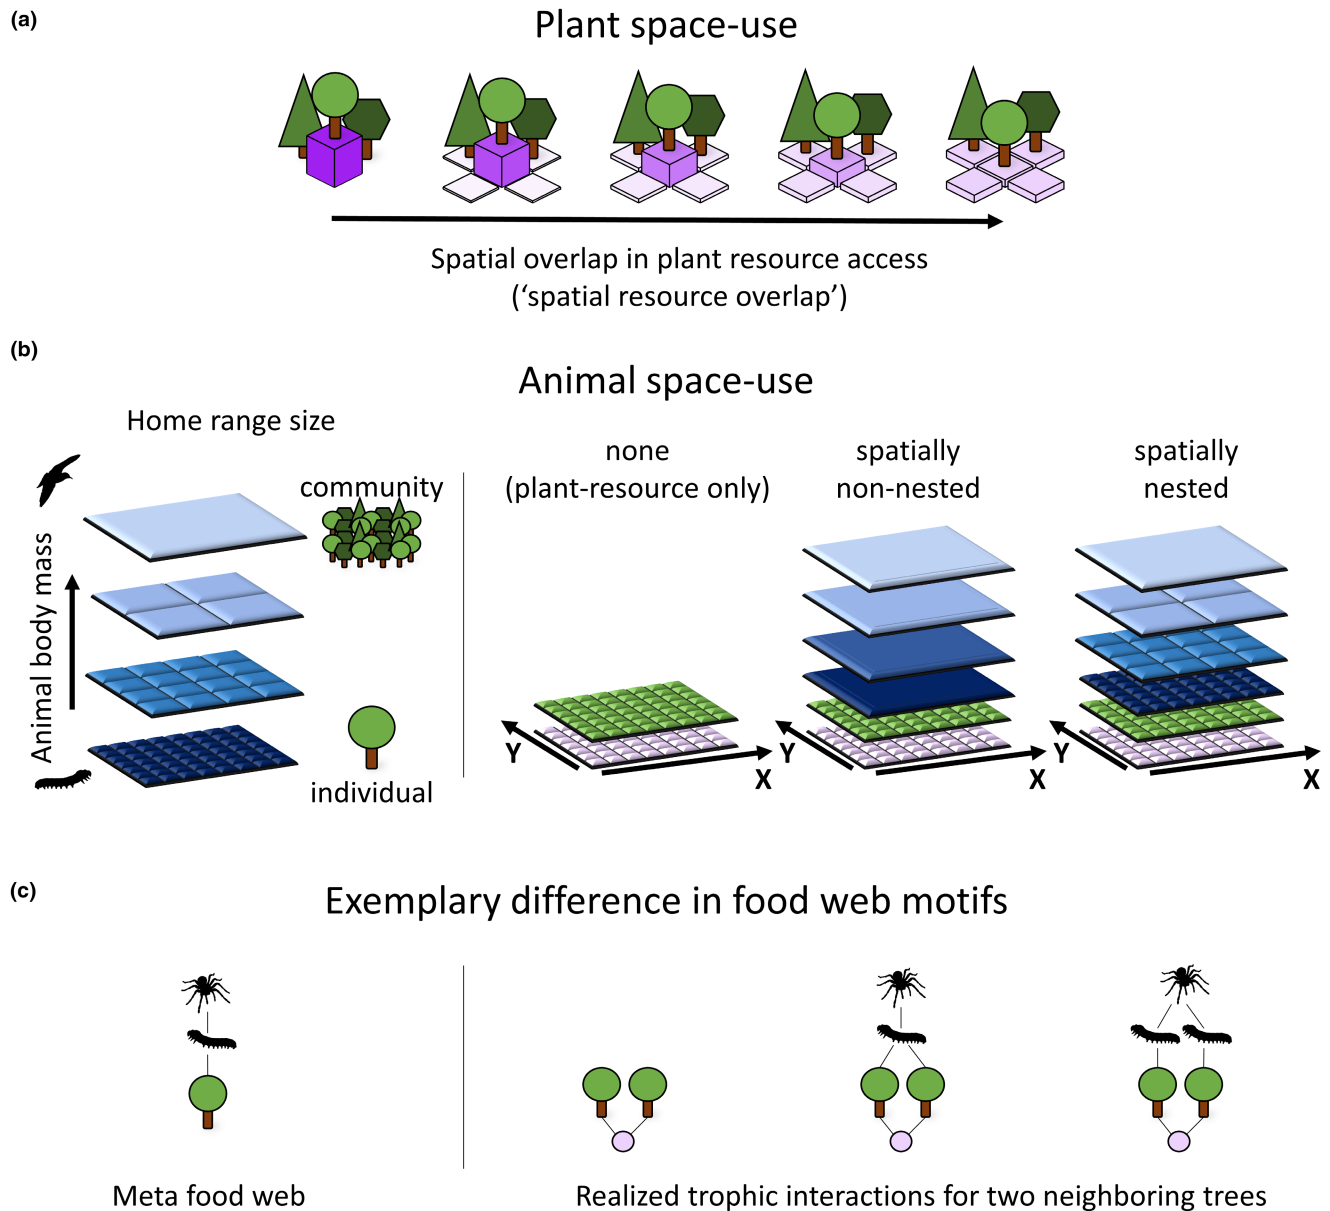 (a)
Plant space-use
Spatial overlap in plant resource access
(‘spatial resource overlap’)
(b)
Animal space-use
Home range size
Animal body mass
community
individual
none
(plant-resource only)
spatially
non-nested
spatially
nested
Y
X
Y
X
Y
X
(c)
Exemplary difference in food web motifs
Meta food web
Realized trophic interactions for two neighboring trees